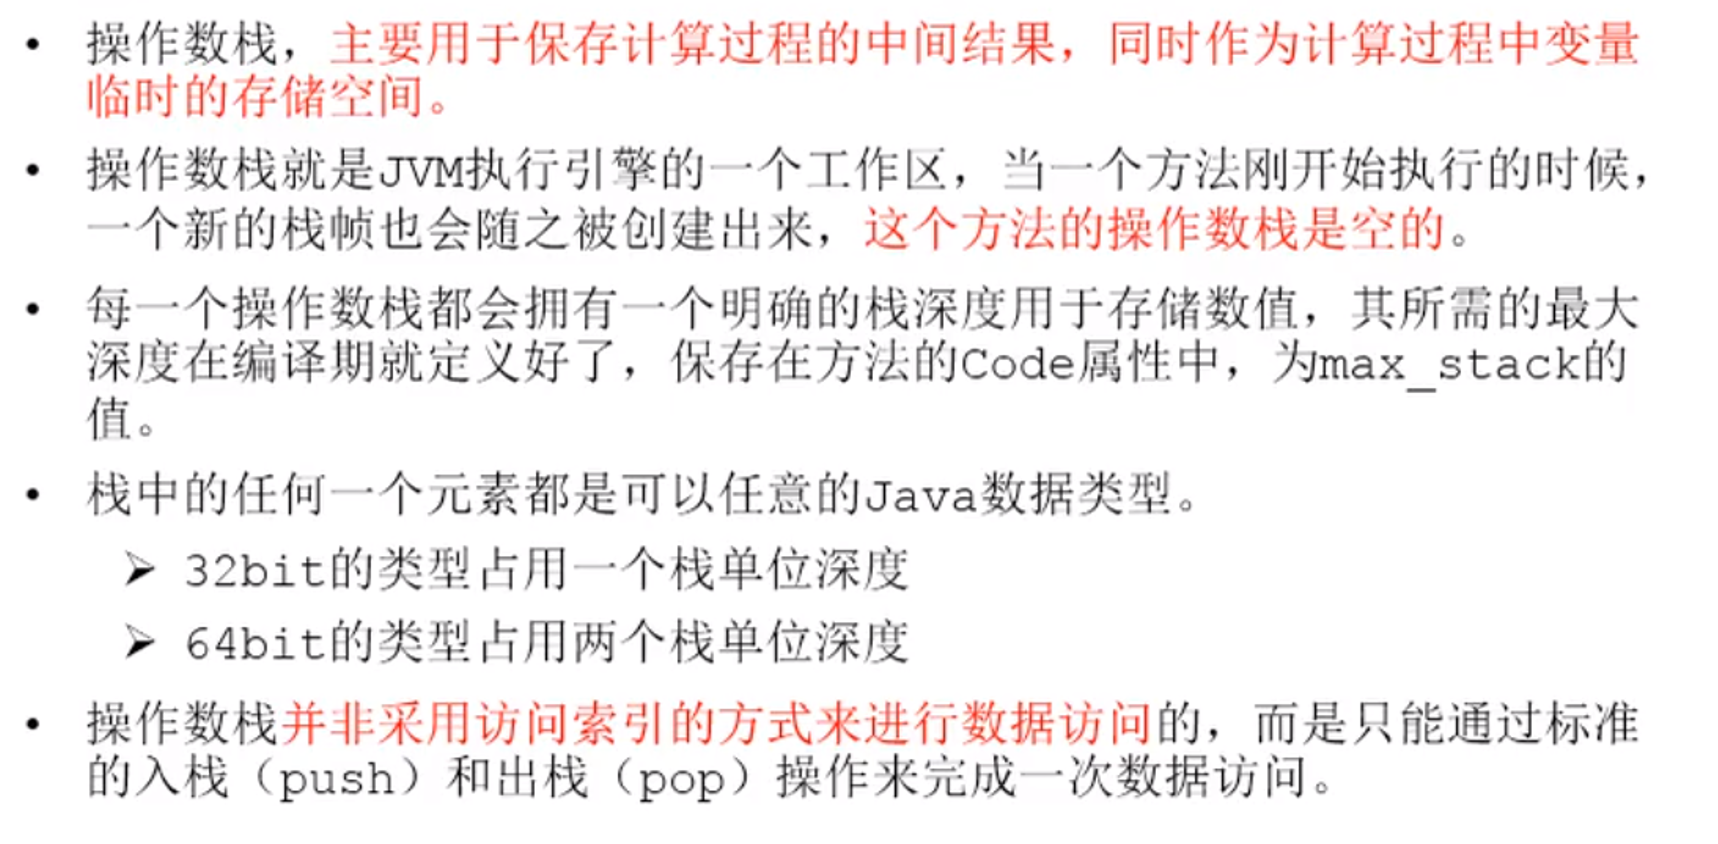 • 操作数栈，主要用于保存计算过程的中间结果，同时作为计算过程中变量
临时的存储空间。
• 操作数栈就是JVM执行引擎的一个工作区，当一个方法刚开始执行的时候，
一个新的栈帧也会随之被创建出来，这个方法的操作数栈是空的。
• 每一个操作数栈都会拥有一个明确的栈深度用于存储数值，其所需的最大
深度在编译期就定义好了，保存在方法的Code属性中，为max_stack的
值。
• 栈中的任何一个元素都是可以任意的Java数据类型。
➢ 32bit的类型占用一个栈单位深度
➢ 64bit的类型占用两个栈单位深度
• 操作数栈并非采用访问索引的方式来进行数据访问的，而是只能通过标准
的入栈（push）和出栈（pop）操作来完成一次数据访问。